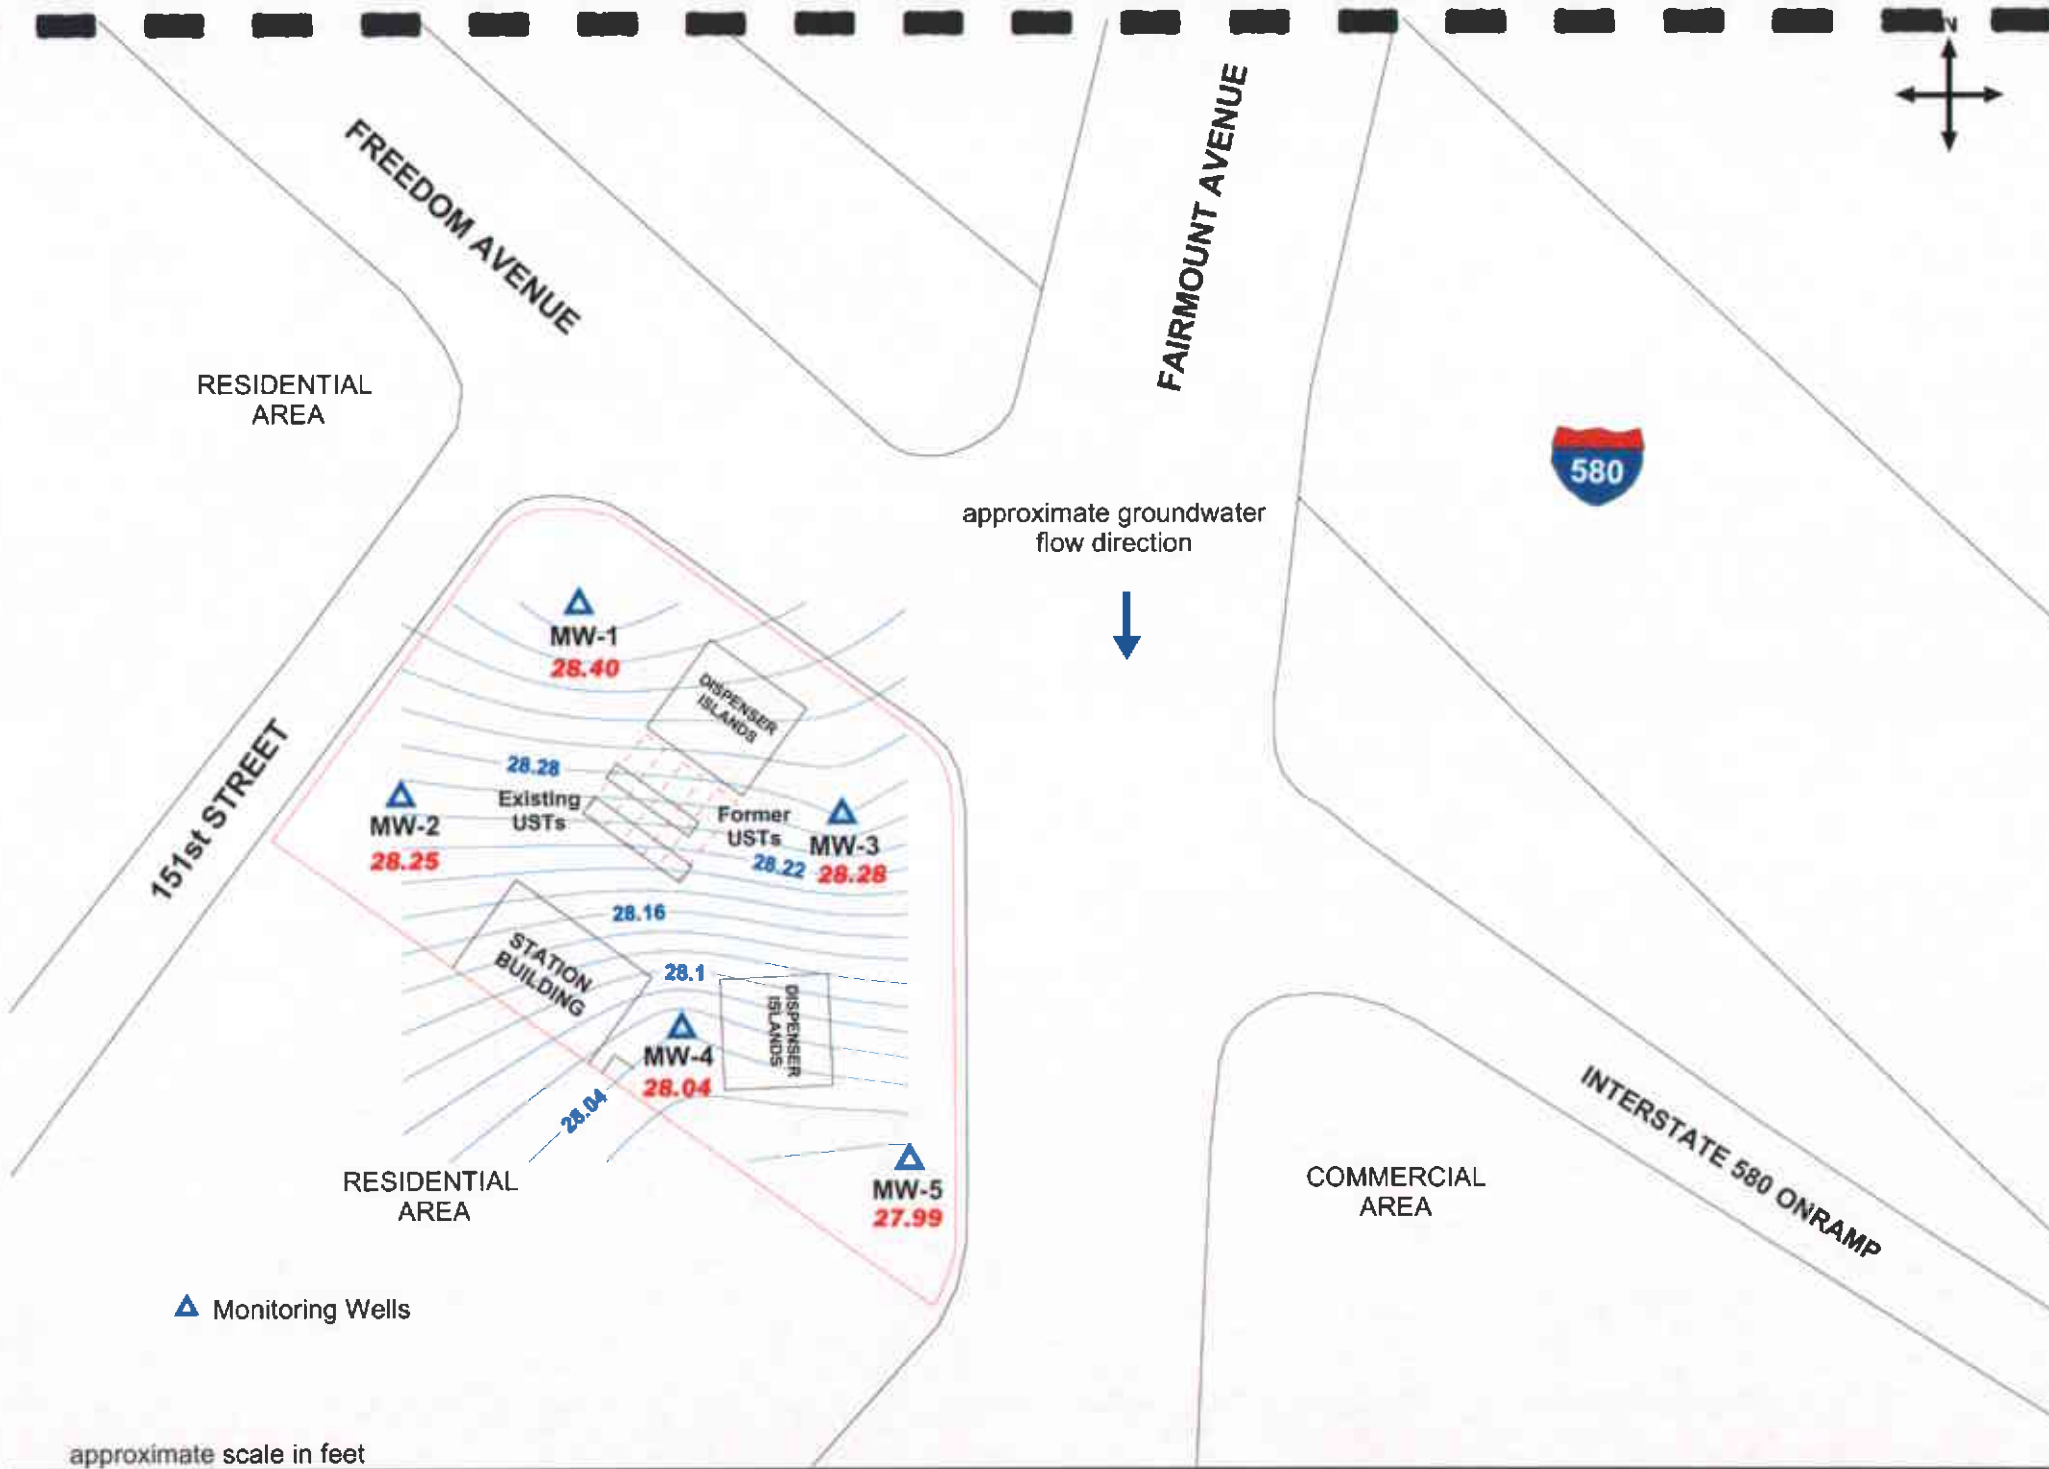 N
FREEDOM AVENUE
FAIRMOUNT AVENUE
RESIDENTIAL
AREA
580
approximate groundwater
flow direction
MW-1
28.40
DISPENSER
ISLANDS
151st STREET
28.28
Existing
USTs
Former
USTs
MW-2
28.25
MW-3
28.22
28.28
28.16
STATION
BUILDING
28.1
DISPENSER
ISLANDS
MW-4
28.04
28.04
INTERSTATE 580 ONRAMP
RESIDENTIAL
AREA
MW-5
27.99
COMMERCIAL
AREA
Monitoring Wells
approximate scale in feet